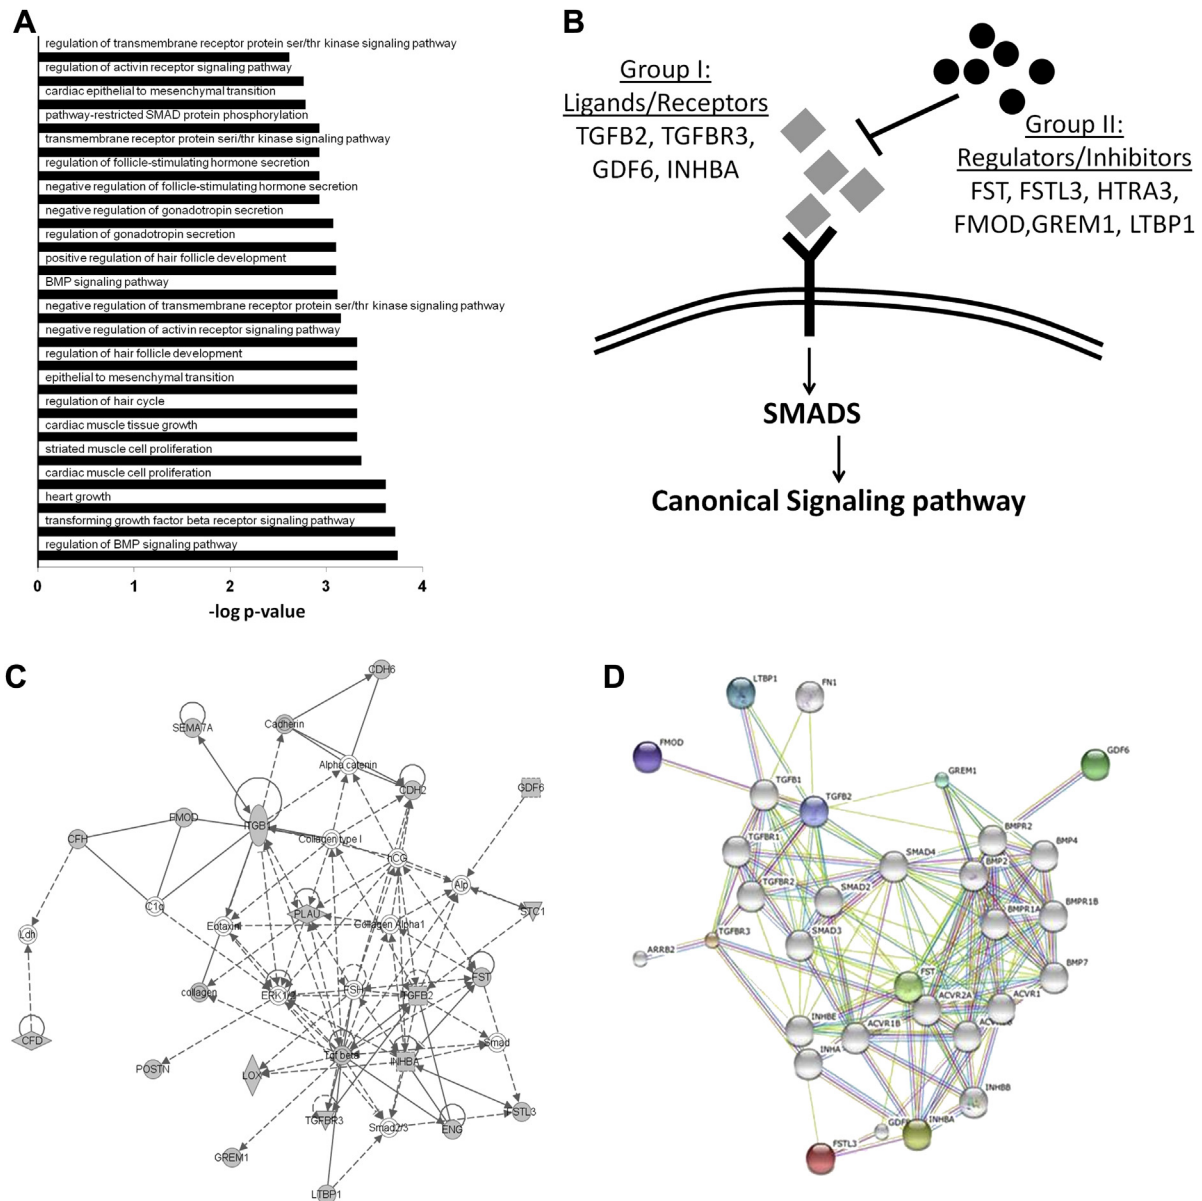 A
regulation of transmembrane receptor protein ser/thr kinase signaling pathway
regulation of activin receptor signaling pathway
cardiac epithelial to mesenchymal transition
pathway-restricted SMAD protein phosphorylation
transmembrane receptor protein seri/thr kinase signaling pathway
regulation of follicle-stimulating hormone secretion
negative regulation of follicle-stimulating hormone secretion
negative regulation of gonadotropin secretion
regulation of gonadotropin secretion
positive regulation of hair follicle development
BMP signaling pathway
negative regulation of transmembrane receptor protein ser/thr kinase signaling pathway
negative regulation of activin receptor signaling pathway
regulation of hair follicle development
epithelial to mesenchymal transition
regulation of hair cycle
cardiac muscle tissue growth
striated muscle cell proliferation
cardiac muscle cell proliferation
heart growth
transforming growth factor beta receptor signaling pathway
regulation of BMP signaling pathway
0 1 2 3 4
-log p-value
B
Group I:
Ligands/Receptors
TGFB2, TGFBR3,
GDF6, INHBA
Group II:
Regulators/Inhibitors
FST, FSTL3, HTRA3,
FMOD,GREM1, LTBP1
SMADS
Canonical Signaling pathway
C
CDH6
SEMA7A
Cadherin
Alpha catenin
CDH2
GDF6
FMOD
ITGB1
CFH
Collagen type I
hCG
Alp
C1q
PLAU
STC1
Ldh
Eotaxin
Collagen Alpha1
FST
collagen
ERK1
FSH
TGFB2
CFD
Smad
Tgf beta
INHBA
POSTN
LOX
TGFBR3
FSTL3
Smad2/3
ENG
GREM1
LTBP1
D
LTBP1
FN1
FMOD
GDF6
TGFB1
GREM1
TGFB2
BMPR2
TGFBR1
SMAD4
BMP4
BMP2
TGFBR2
SMAD2
BMPR1A
BMPR1B
TGFBR3
SMAD3
ARRB2
BMP7
FST
ACVR2A
ACVR1
INHBE
ACVR1B
INHA
INHBB
INHBA
FSTL3